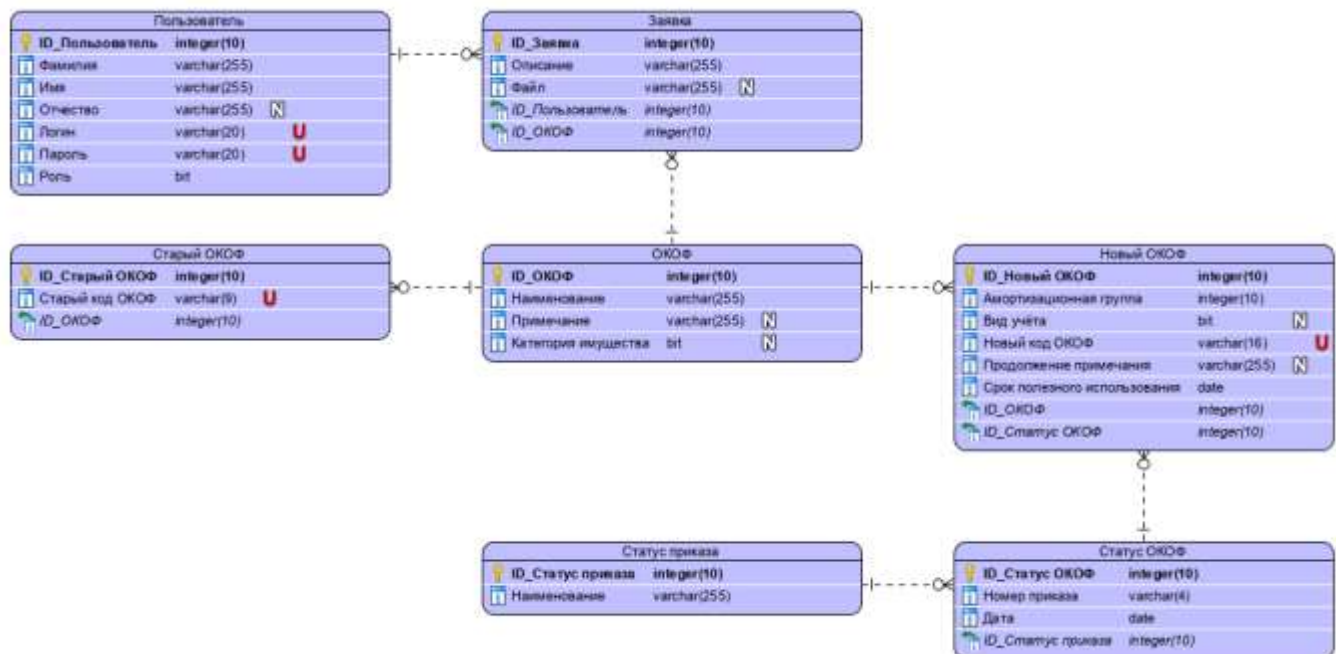 Пользователь
ID_Пользователь integer(10)
Фамилия varchar(255)
Имя varchar(255)
Отчество varchar(255) N
Логин varchar(20) U
Пароль varchar(20) U
Роль bit
Заявка
ID_Заявка integer(10)
Описание varchar(255)
Файл varchar(255) N
ID_Пользователь integer(10)
ID_ОКОФ integer(10)
Старый ОКОФ
ID_Старый ОКОФ integer(10)
Старый код ОКОФ varchar(9) U
ID_ОКОФ integer(10)
ОКОФ
ID_ОКОФ integer(10)
Наименование varchar(255)
Примечание varchar(255) N
Категория имущества bit N
Новый ОКОФ
ID_Новый ОКОФ integer(10)
Амортизационная группа integer(10)
Вид учёта bit N
Новый код ОКОФ varchar(16) U
Продолжение примечания varchar(255) N
Срок полезного использования date
ID_ОКОФ integer(10)
ID_Статус ОКОФ integer(10)
Статус приказа
ID_Статус приказа integer(10)
Наименование varchar(255)
Статус ОКОФ
ID_Статус ОКОФ integer(10)
Номер приказа varchar(4)
Дата date
ID_Статус приказа integer(10)